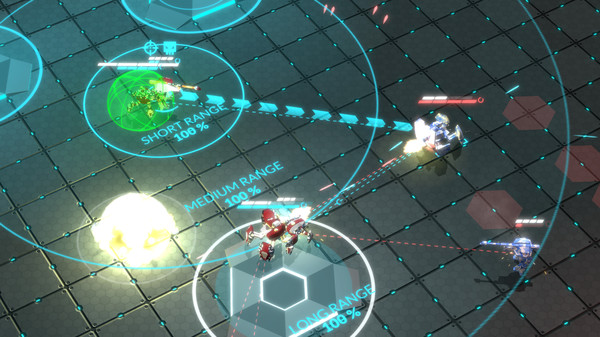 SHORT RANGE
100 %
MEDIUM RANGE
100 %
LONG RANGE
100 %